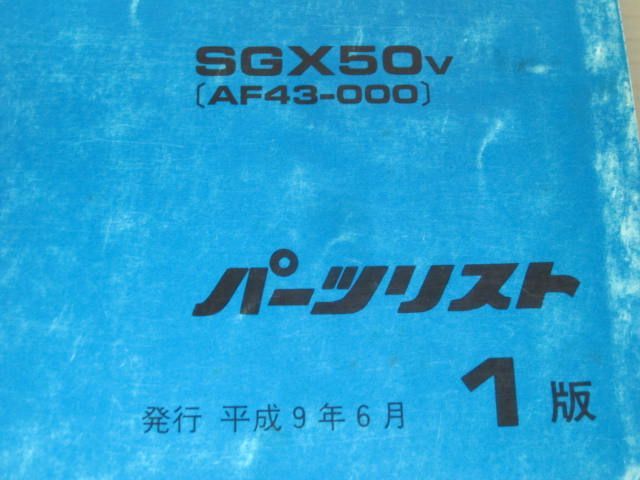 SGX50V
〔AF43-000〕
パーツリスト
1版
発行 平成9年6月